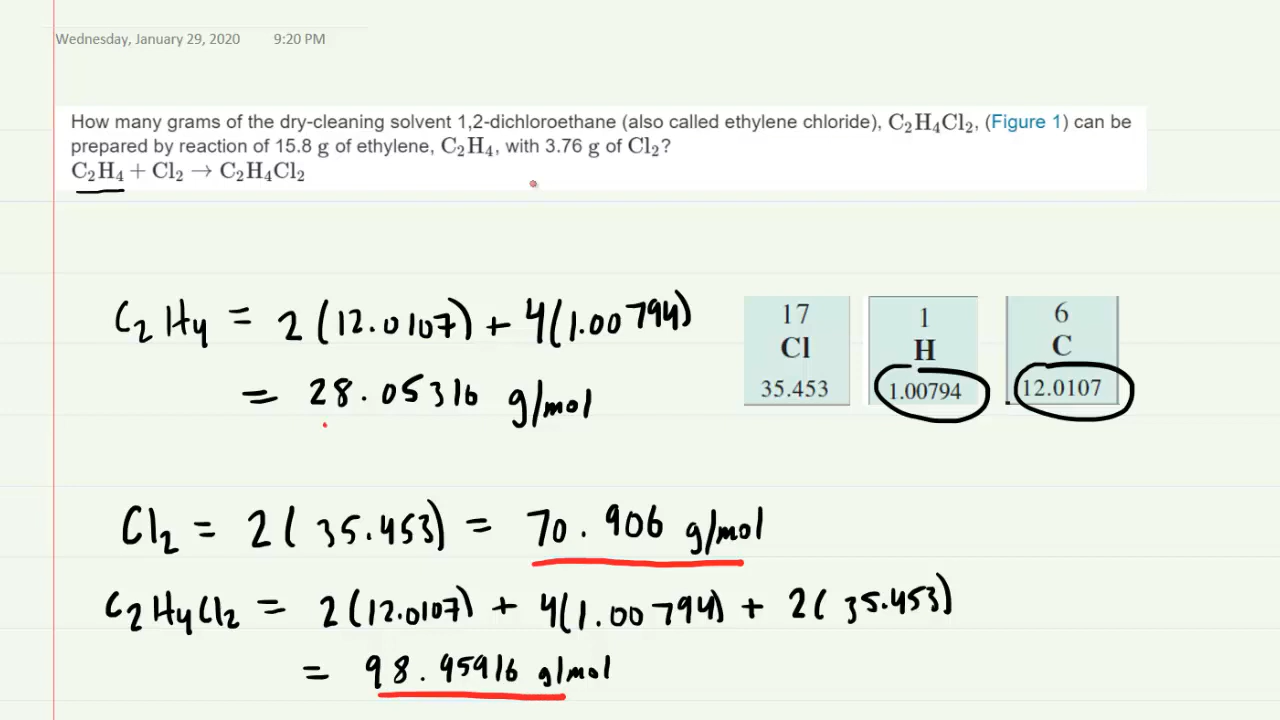 Wednesday, January 29, 2020 9:20 PM
How many grams of the dry-cleaning solvent 1,2-dichloroethane (also called ethylene chloride), C₂H₄Cl₂, (Figure 1) can be
prepared by reaction of 15.8 g of ethylene, C₂H₄, with 3.76 g of Cl₂?
C₂H₄ + Cl₂ → C₂H₄Cl₂
C₂H₄ = 2(12.0107) + 4(1.00794)
= 28.05316 g/mol
17
Cl
35.453
1
H
1.00794
6
C
12.0107
Cl₂ = 2(35.453) = 70.906 g/mol
C₂H₄Cl₂ = 2(12.0107) + 4(1.00794) + 2(35.453)
= 98.95916 g/mol